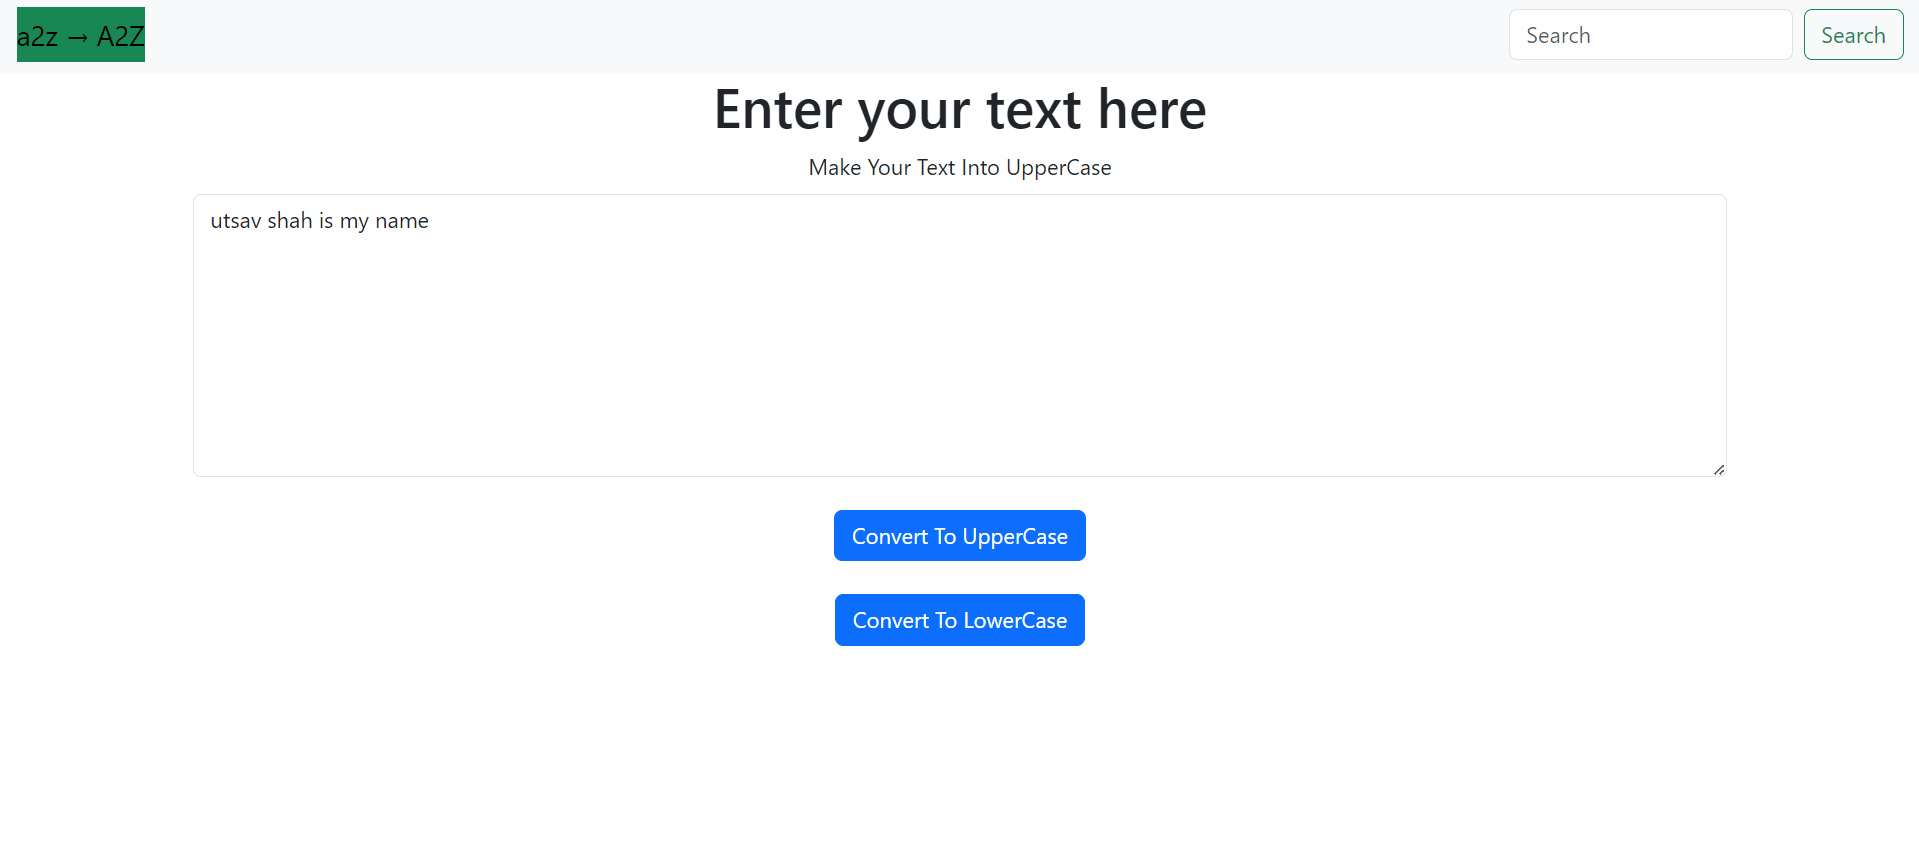 a2z → A2Z
Search
Search
Enter your text here
Make Your Text Into UpperCase
utsav shah is my name
Convert To UpperCase
Convert To LowerCase